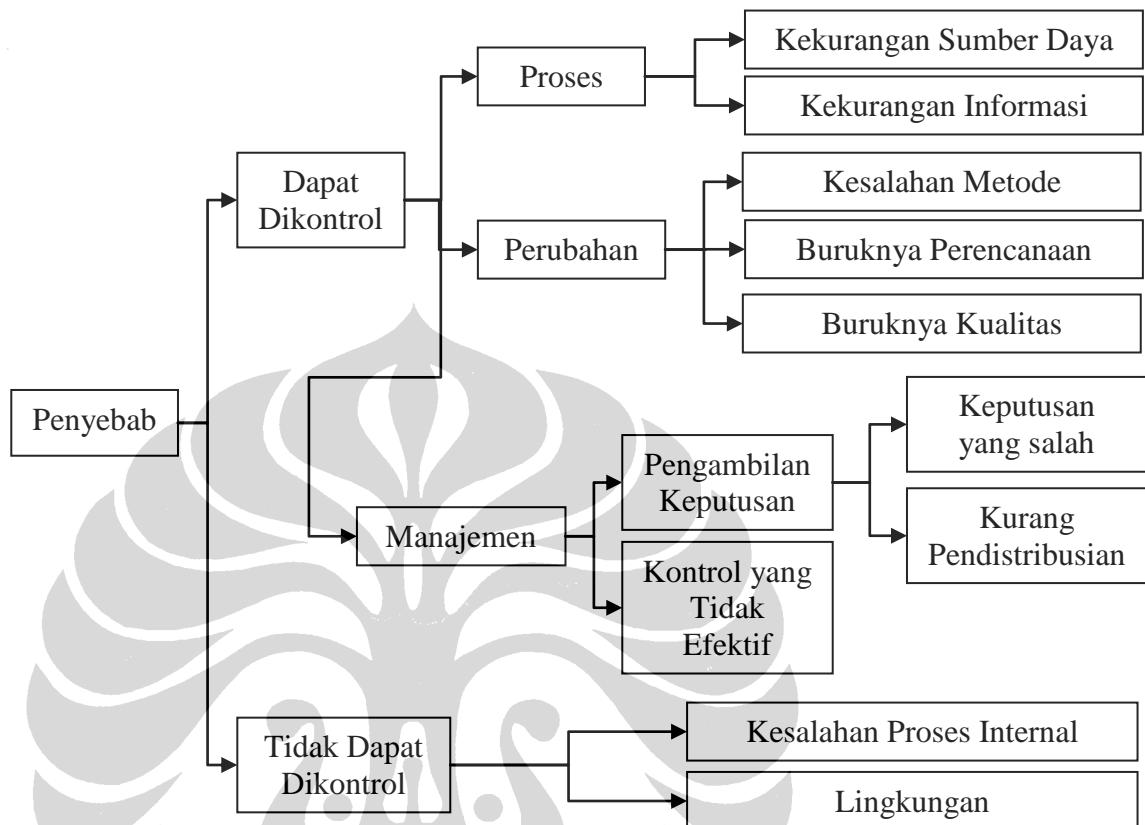 Kekurangan Sumber Daya
Proses
Kekurangan Informasi
Dapat
Dikontrol
Kesalahan Metode
Perubahan
Buruknya Perencanaan
Buruknya Kualitas
Penyebab
Keputusan
yang salah
Pengambilan
Keputusan
Manajemen
Kurang
Pendistribusian
Kontrol yang
Tidak
Efektif
Tidak Dapat
Dikontrol
Kesalahan Proses Internal
Lingkungan